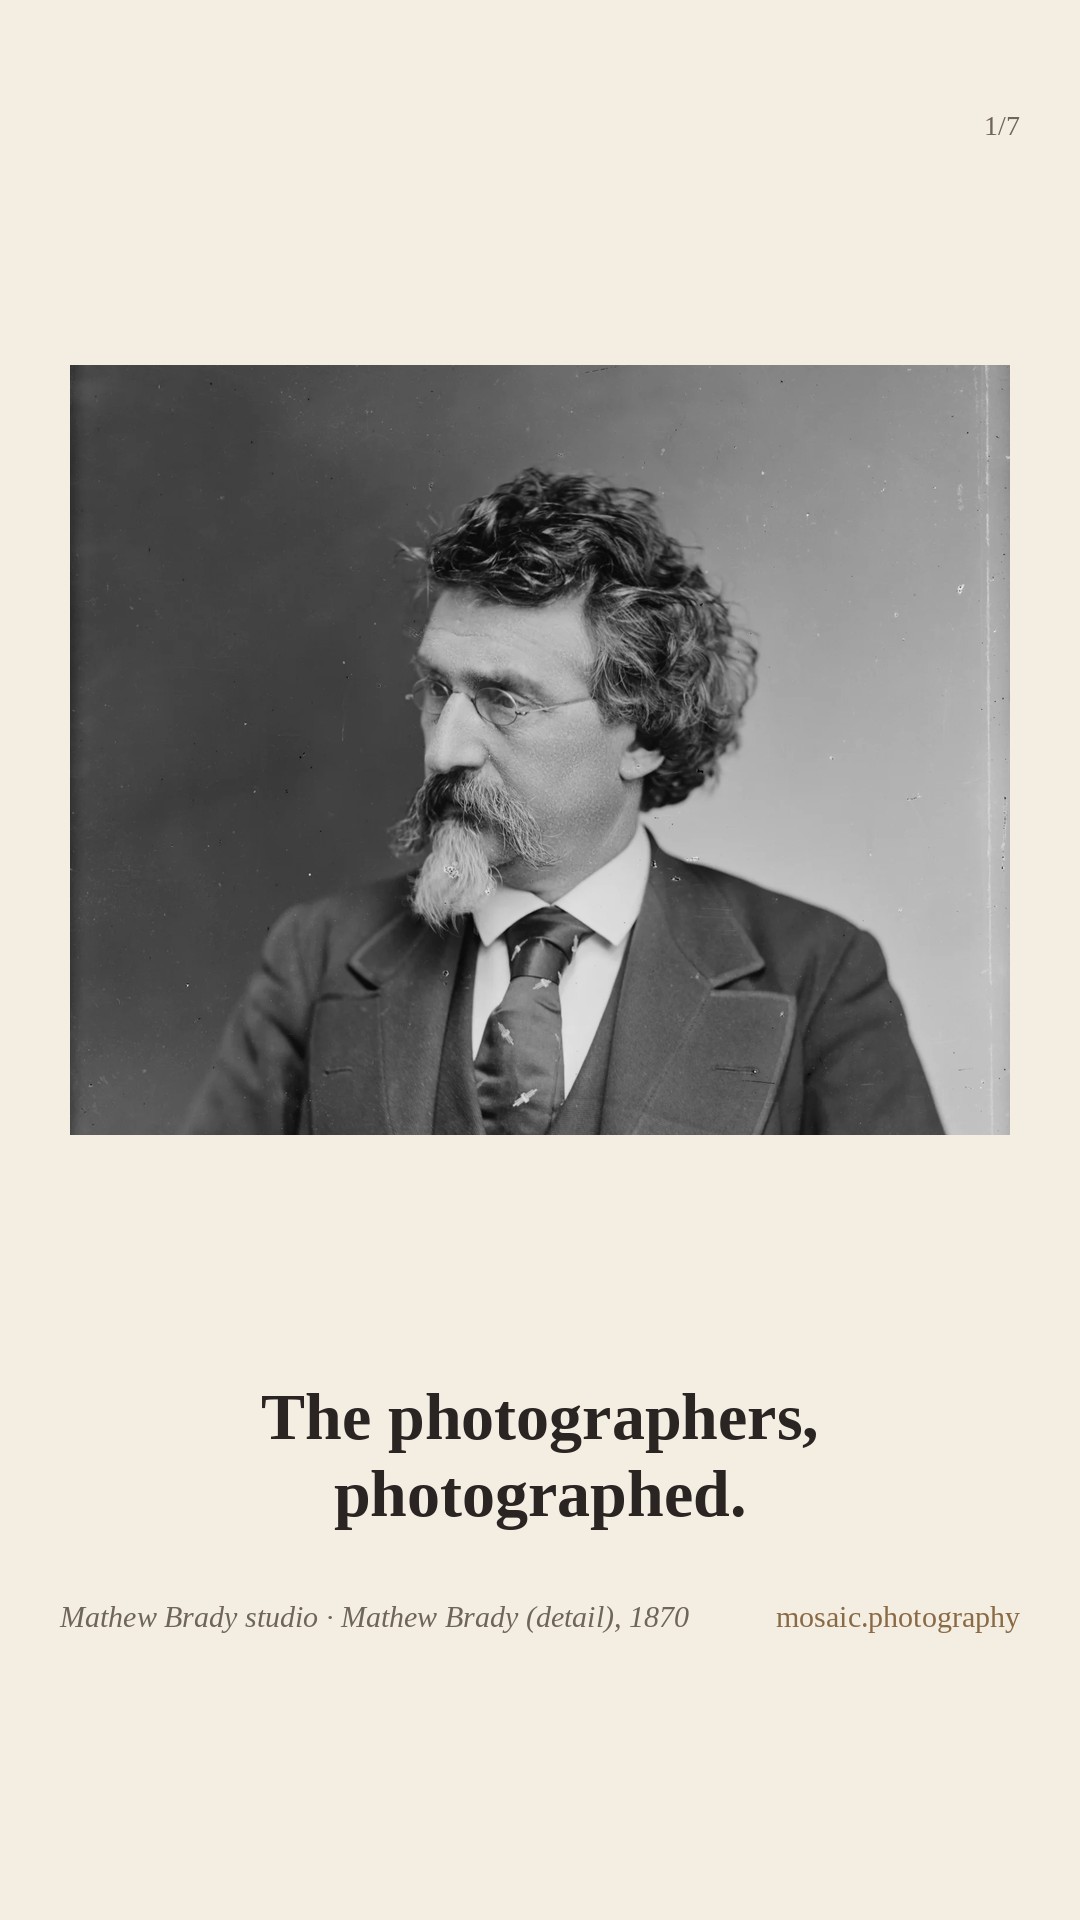 1/7
The photographers,
photographed.
Mathew Brady studio · Mathew Brady (detail), 1870
mosaic.photography